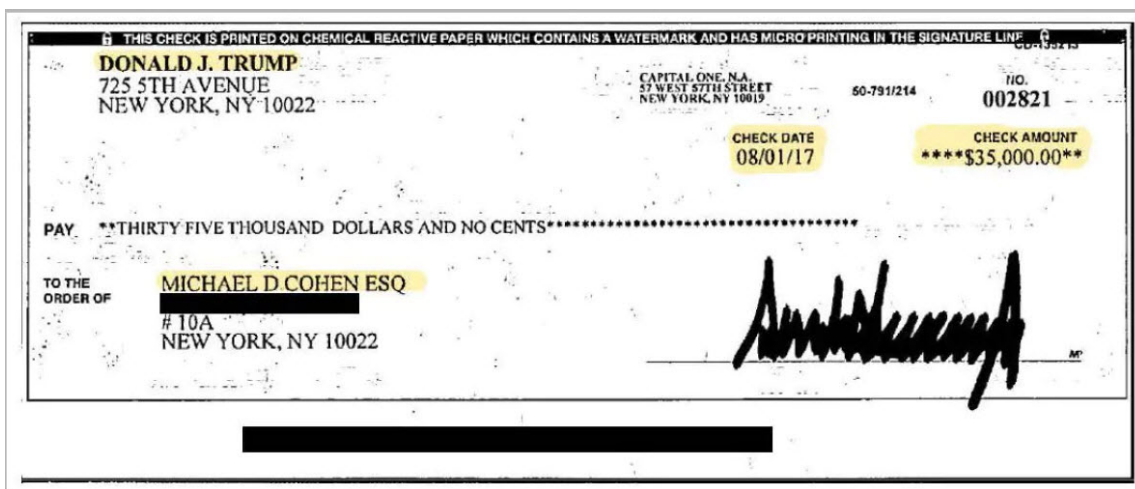 THIS CHECK IS PRINTED ON CHEMICAL REACTIVE PAPER WHICH CONTAINS A WATERMARK AND HAS MICRO PRINTING IN THE SIGNATURE LINE
DONALD J. TRUMP
725 5TH AVENUE
NEW YORK, NY 10022
CAPITAL ONE, N.A.
57 WEST 57TH STREET
NEW YORK, NY 10019
50-791/214
NO.
002821
CHECK DATE
08/01/17
CHECK AMOUNT
****$35,000.00**
PAY **THIRTY FIVE THOUSAND DOLLARS AND NO CENTS**********************************
TO THE
ORDER OF
MICHAEL D COHEN ESQ
# 10A
NEW YORK, NY 10022
MP